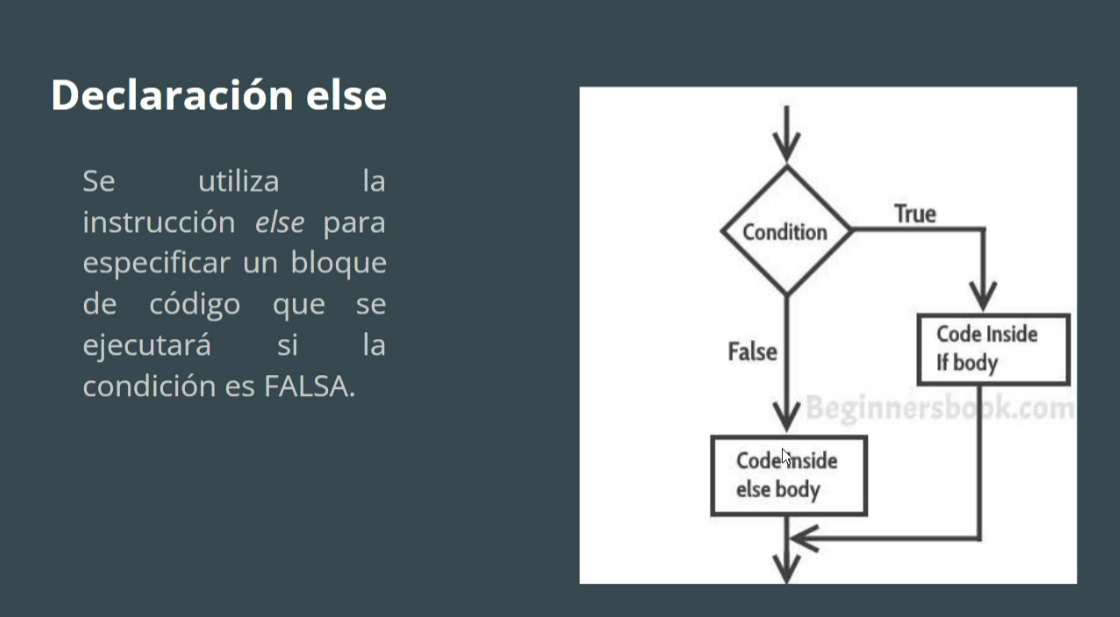 Declaración else
Se utiliza la
instrucción else para
especificar un bloque
de código que se
ejecutará si la
condición es FALSA.
Condition
True
False
Code Inside
If body
Beginnersbook.com
Code inside
else body